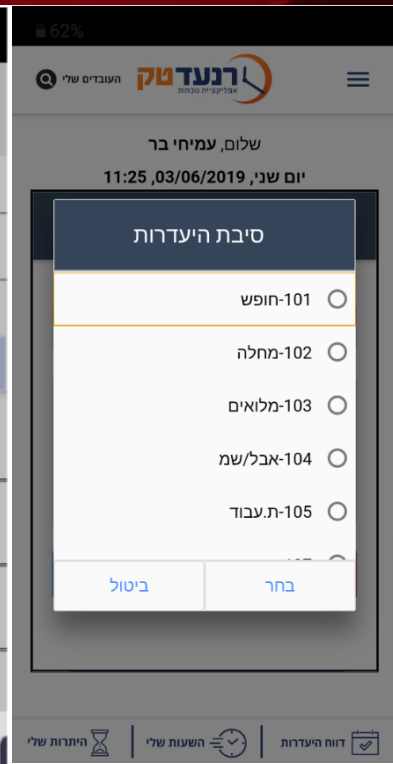 62%
רנעדטק
אפליקציית נוכחות
העובדים שלי
שלום, עמיחי בר
יום שני, 03/06/2019, 11:25
סיבת היעדרות
101-חופש
102-מחלה
103-מלואים
104-אבל/שמ
105-ת.עבוד
בחר
ביטול
דווח היעדרות
השעות שלי
היתרות שלי